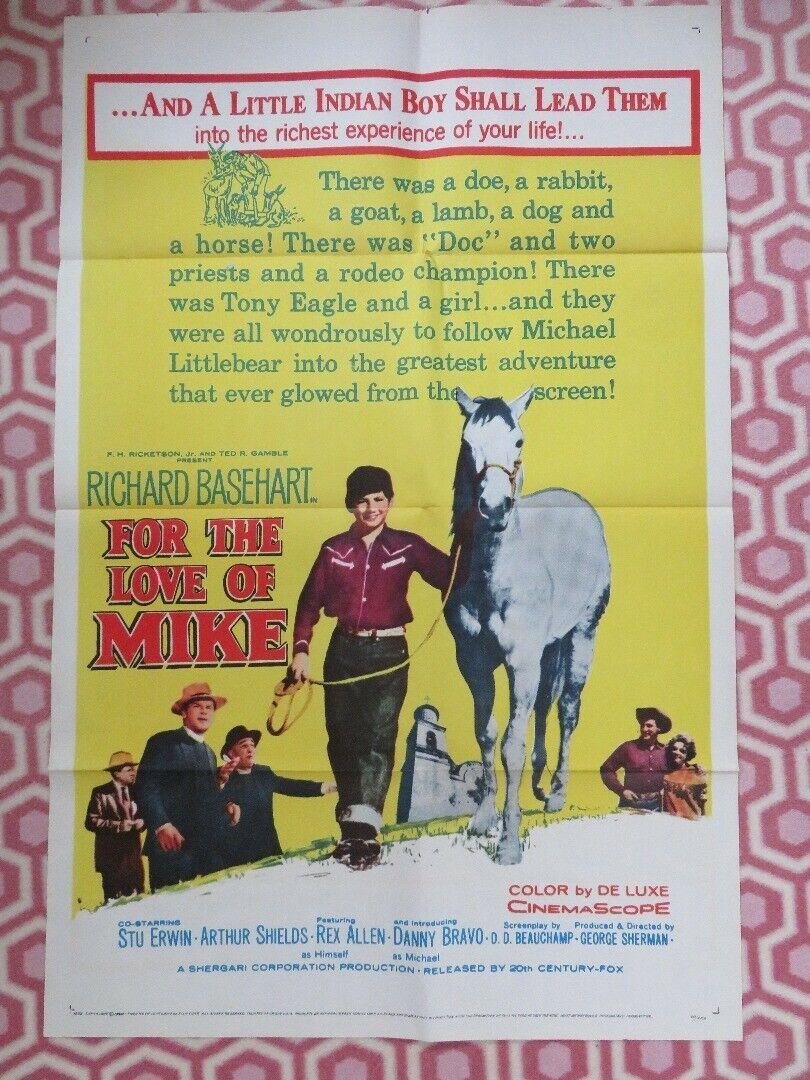 ...AND A LITTLE INDIAN BOY SHALL LEAD THEM
into the richest experience of your life!...
There was a doe, a rabbit,
a goat, a lamb, a dog and
a horse! There was "Doc" and two
priests and a rodeo champion! There
was Tony Eagle and a girl...and they
were all wondrously to follow Michael
Littlebear into the greatest adventure
that ever glowed from the screen!
F. H. RICKETSON, Jr. AND TED R. GAMBLE
PRESENT
RICHARD BASEHART IN
FOR THE
LOVE OF
MIKE
COLOR by DE LUXE
CINEMASCOPE
CO-STARRING Featuring and introducing Screenplay by Produced & Directed by
STU ERWIN · ARTHUR SHIELDS · REX ALLEN · DANNY BRAVO · D. D. BEAUCHAMP · GEORGE SHERMAN ·
as Himself as Michael
A SHERGARI CORPORATION PRODUCTION · RELEASED BY 20th CENTURY-FOX